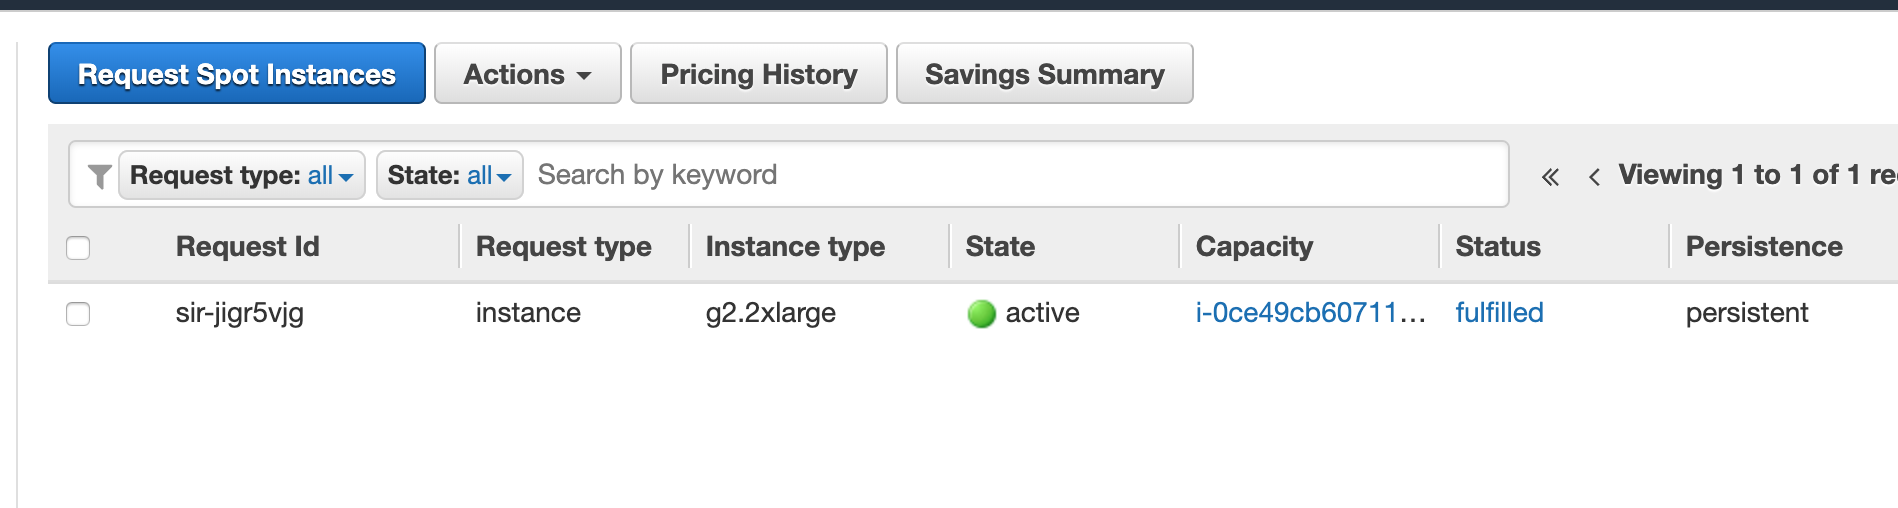 Request Spot Instances Actions Pricing History Savings Summary
Request type: all State: all Search by keyword « ‹ Viewing 1 to 1 of 1
Request Id Request type Instance type State Capacity Status Persistence
sir-jigr5vjg instance g2.2xlarge active i-0ce49cb60711... fulfilled persistent